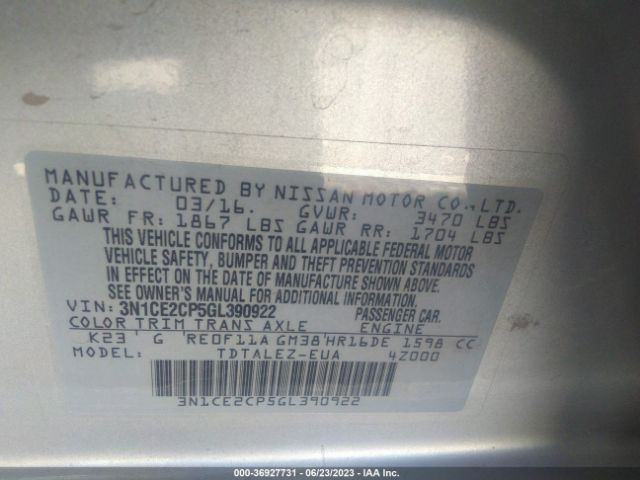 MANUFACTURED BY NISSAN MOTOR CO.,LTD.
DATE: 03/16. GVWR: 3470 LBS
GAWR FR: 1867 LBS GAWR RR: 1704 LBS
THIS VEHICLE CONFORMS TO ALL APPLICABLE FEDERAL MOTOR
VEHICLE SAFETY, BUMPER AND THEFT PREVENTION STANDARDS
IN EFFECT ON THE DATE OF MANUFACTURE SHOWN ABOVE.
SEE OWNER'S MANUAL FOR ADDITIONAL INFORMATION.
VIN: 3N1CE2CP5GL390922 PASSENGER CAR.
COLOR TRIM TRANS AXLE ENGINE
K23 G RE0F11A GM38 HR16DE 1598 CC
MODEL: TDTALEZ-EUA 4Z000
3N1CE2CP5GL390922
000-36927731 - 06/23/2023 - IAA Inc.